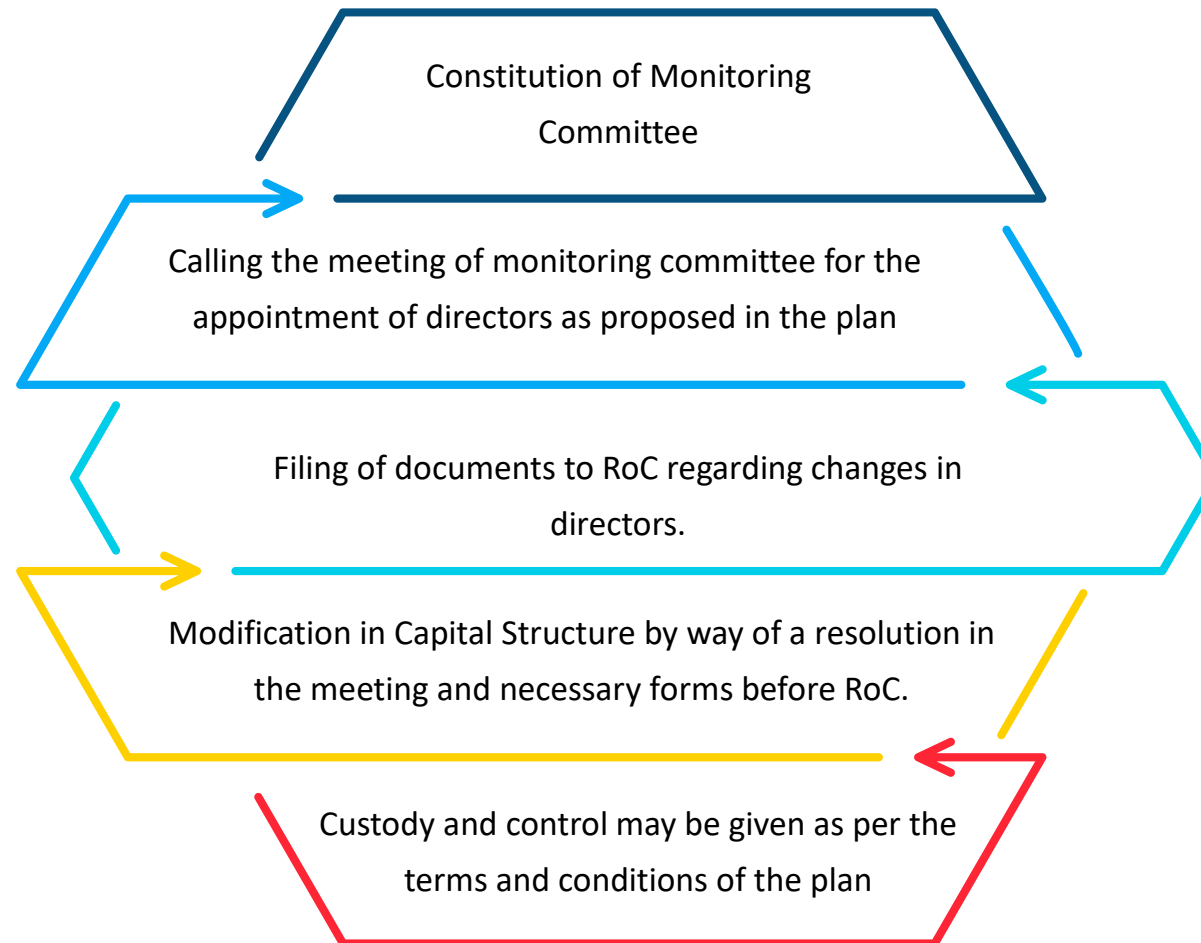 Constitution of Monitoring
Committee
Calling the meeting of monitoring committee for the
appointment of directors as proposed in the plan
Filing of documents to RoC regarding changes in
directors.
Modification in Capital Structure by way of a resolution in
the meeting and necessary forms before RoC.
Custody and control may be given as per the
terms and conditions of the plan